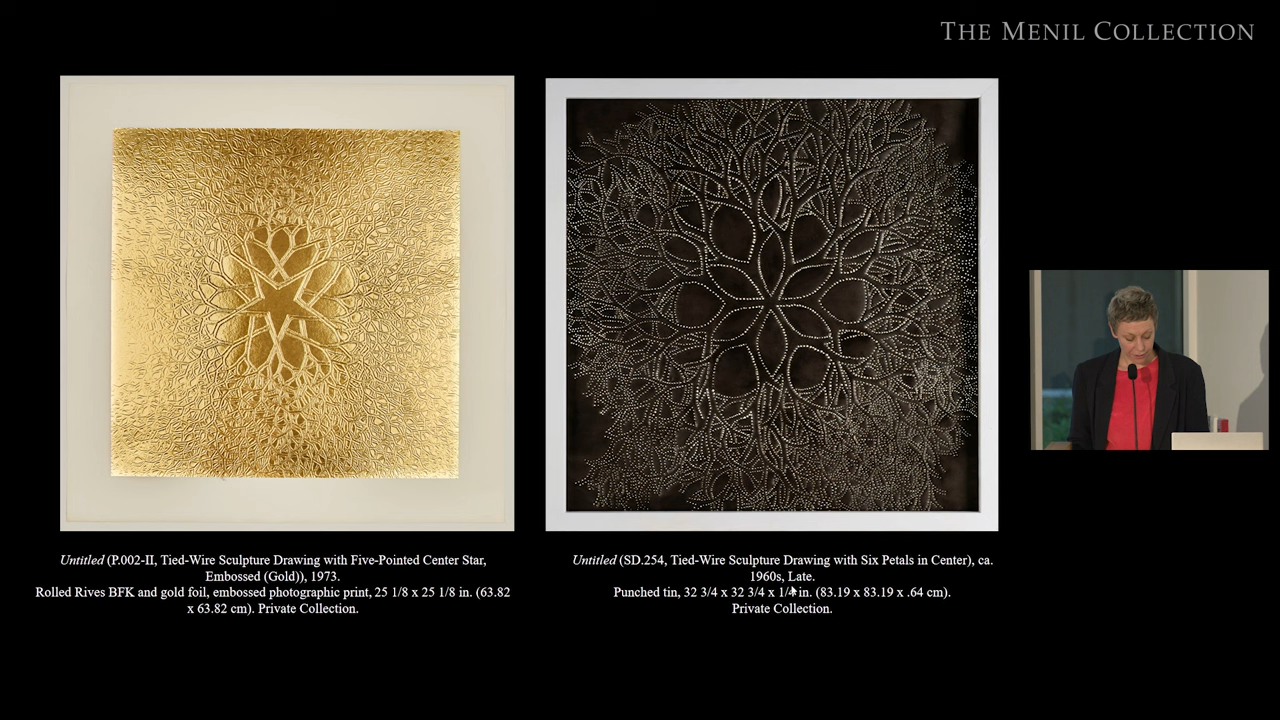 THE MENIL COLLECTION
Untitled (P.002-II, Tied-Wire Sculpture Drawing with Five-Pointed Center Star,
Embossed (Gold)), 1973.
Rolled Rives BFK and gold foil, embossed photographic print, 25 1/8 x 25 1/8 in. (63.82
x 63.82 cm). Private Collection.
Untitled (SD.254, Tied-Wire Sculpture Drawing with Six Petals in Center), ca.
1960s, Late.
Punched tin, 32 3/4 x 32 3/4 x 1/4 in. (83.19 x 83.19 x .64 cm).
Private Collection.